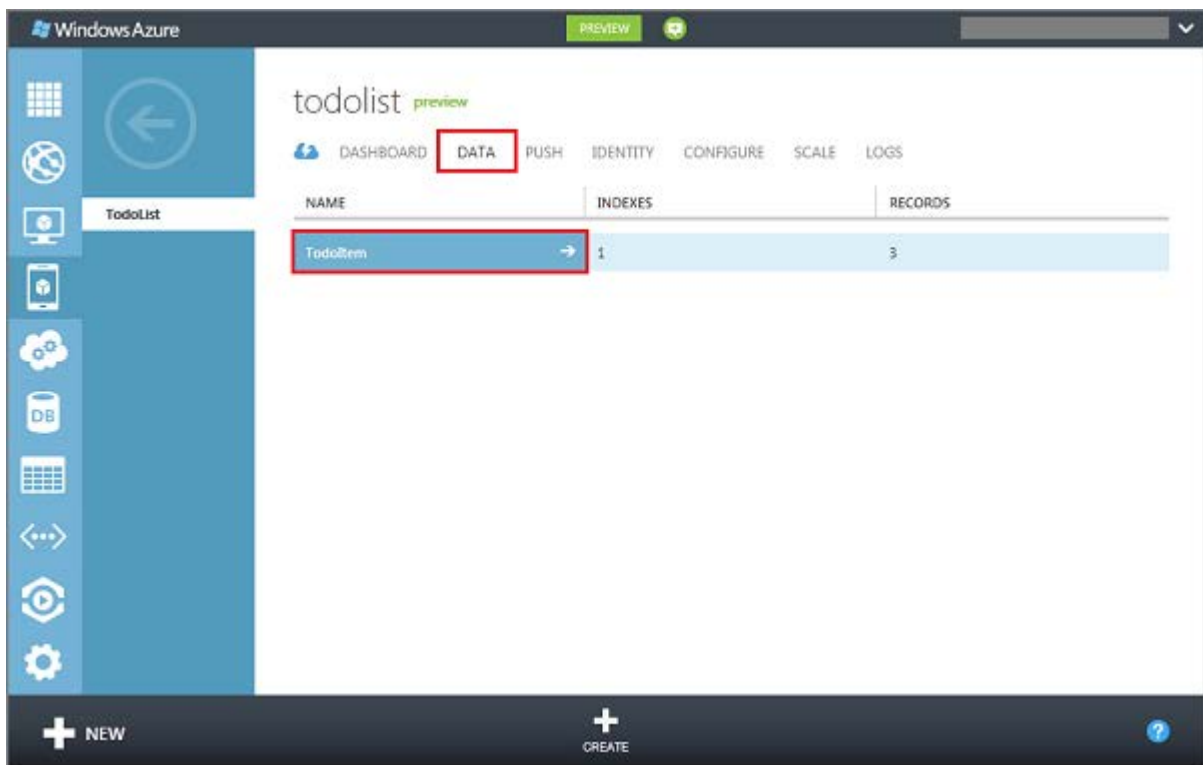 Windows Azure
PREVIEW
todolist preview
DASHBOARD DATA PUSH IDENTITY CONFIGURE SCALE LOGS
TodoList
NAME INDEXES RECORDS
TodoItem 1 3
DB
NEW
CREATE
?